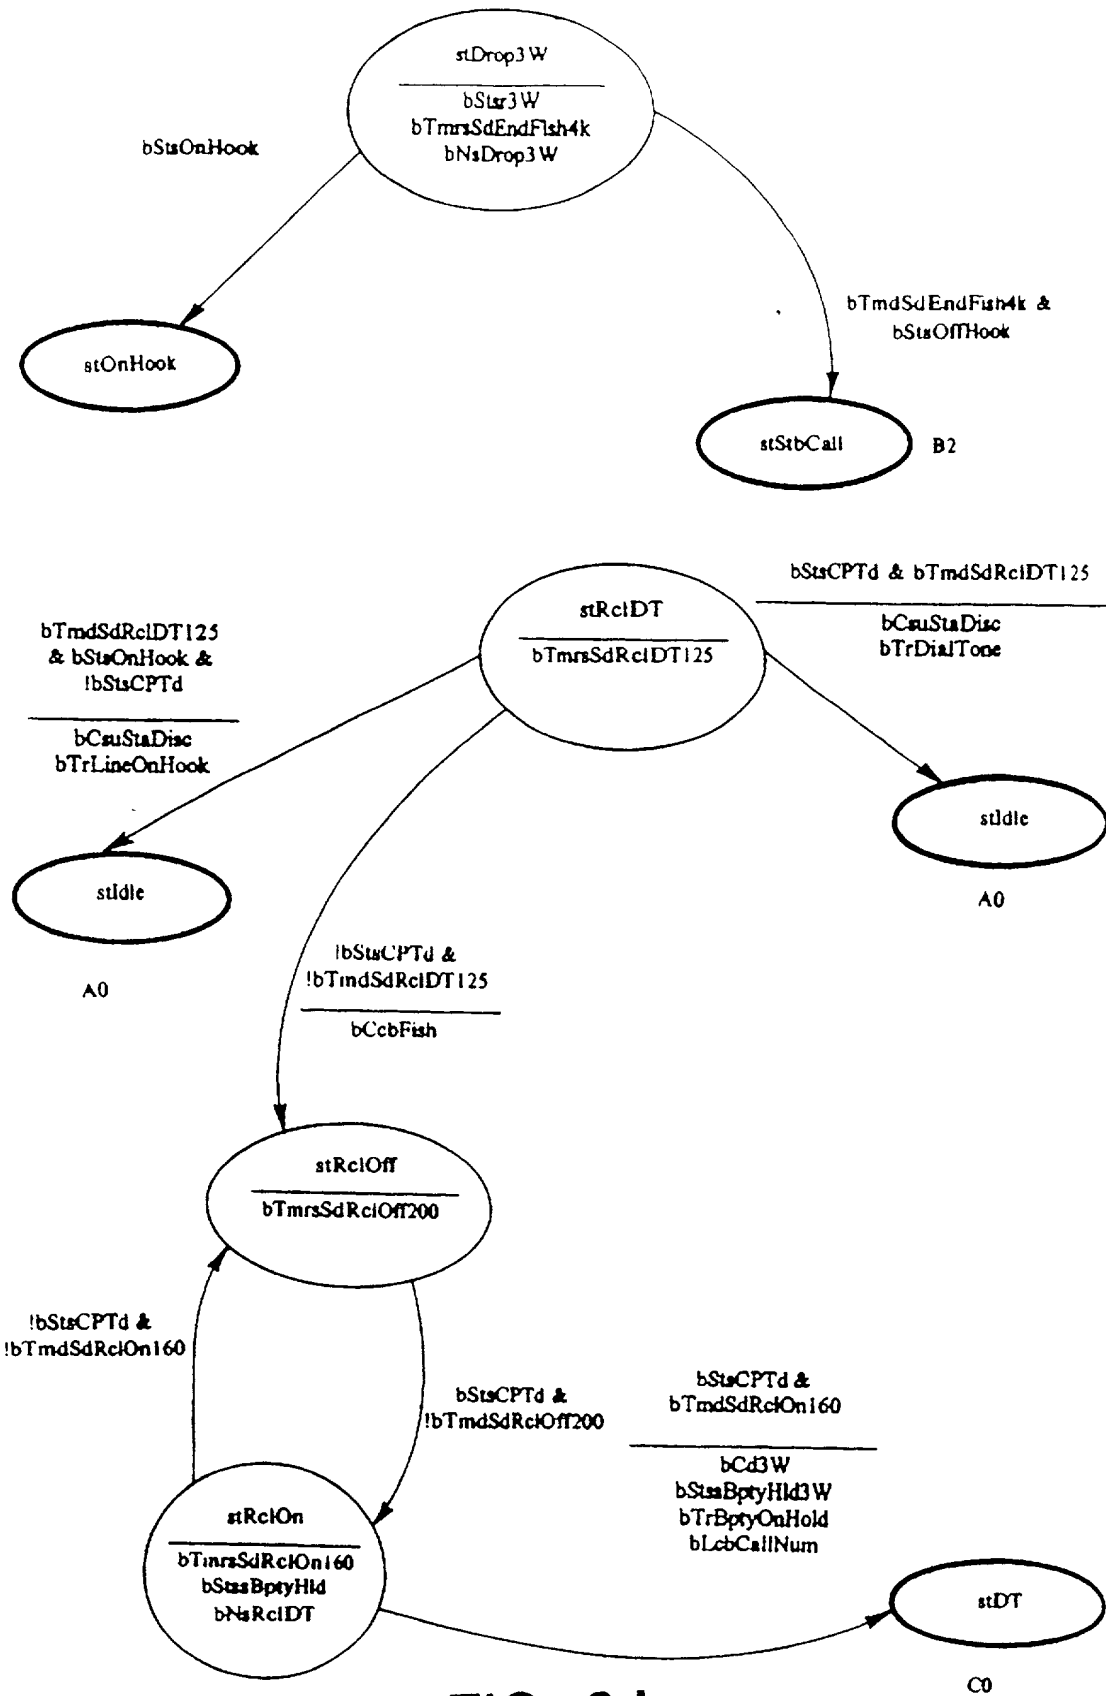 stDrop3W
bStsr3W
bTmrsSdEndFlsh4k
bNsDrop3W
bStsOnHook
bTmdSdEndFlsh4k &
bStsOffHook
stOnHook
stStbCall
B2
bStsCPTd & bTmdSdRclDT125
bCsuStaDisc
bTrDialTone
stRclDT
bTmrsSdRclDT125
bTmdSdRclDT125
& bStsOnHook &
!bStsCPTd
bCsuStaDisc
bTrLineOnHook
stIdle
A0
stIdle
A0
!bStsCPTd &
!bTmdSdRclDT125
bCcbFlsh
stRclOff
bTmrsSdRclOff200
!bStsCPTd &
!bTmdSdRclOn160
bStsCPTd &
!bTmdSdRclOff200
bStsCPTd &
bTmdSdRclOn160
bCd3W
bStssBptyHld3W
bTrBptyOnHold
bLcbCallNum
stRclOn
bTmrsSdRclOn160
bStssBptyHld
bNsRclDT
stDT
C0